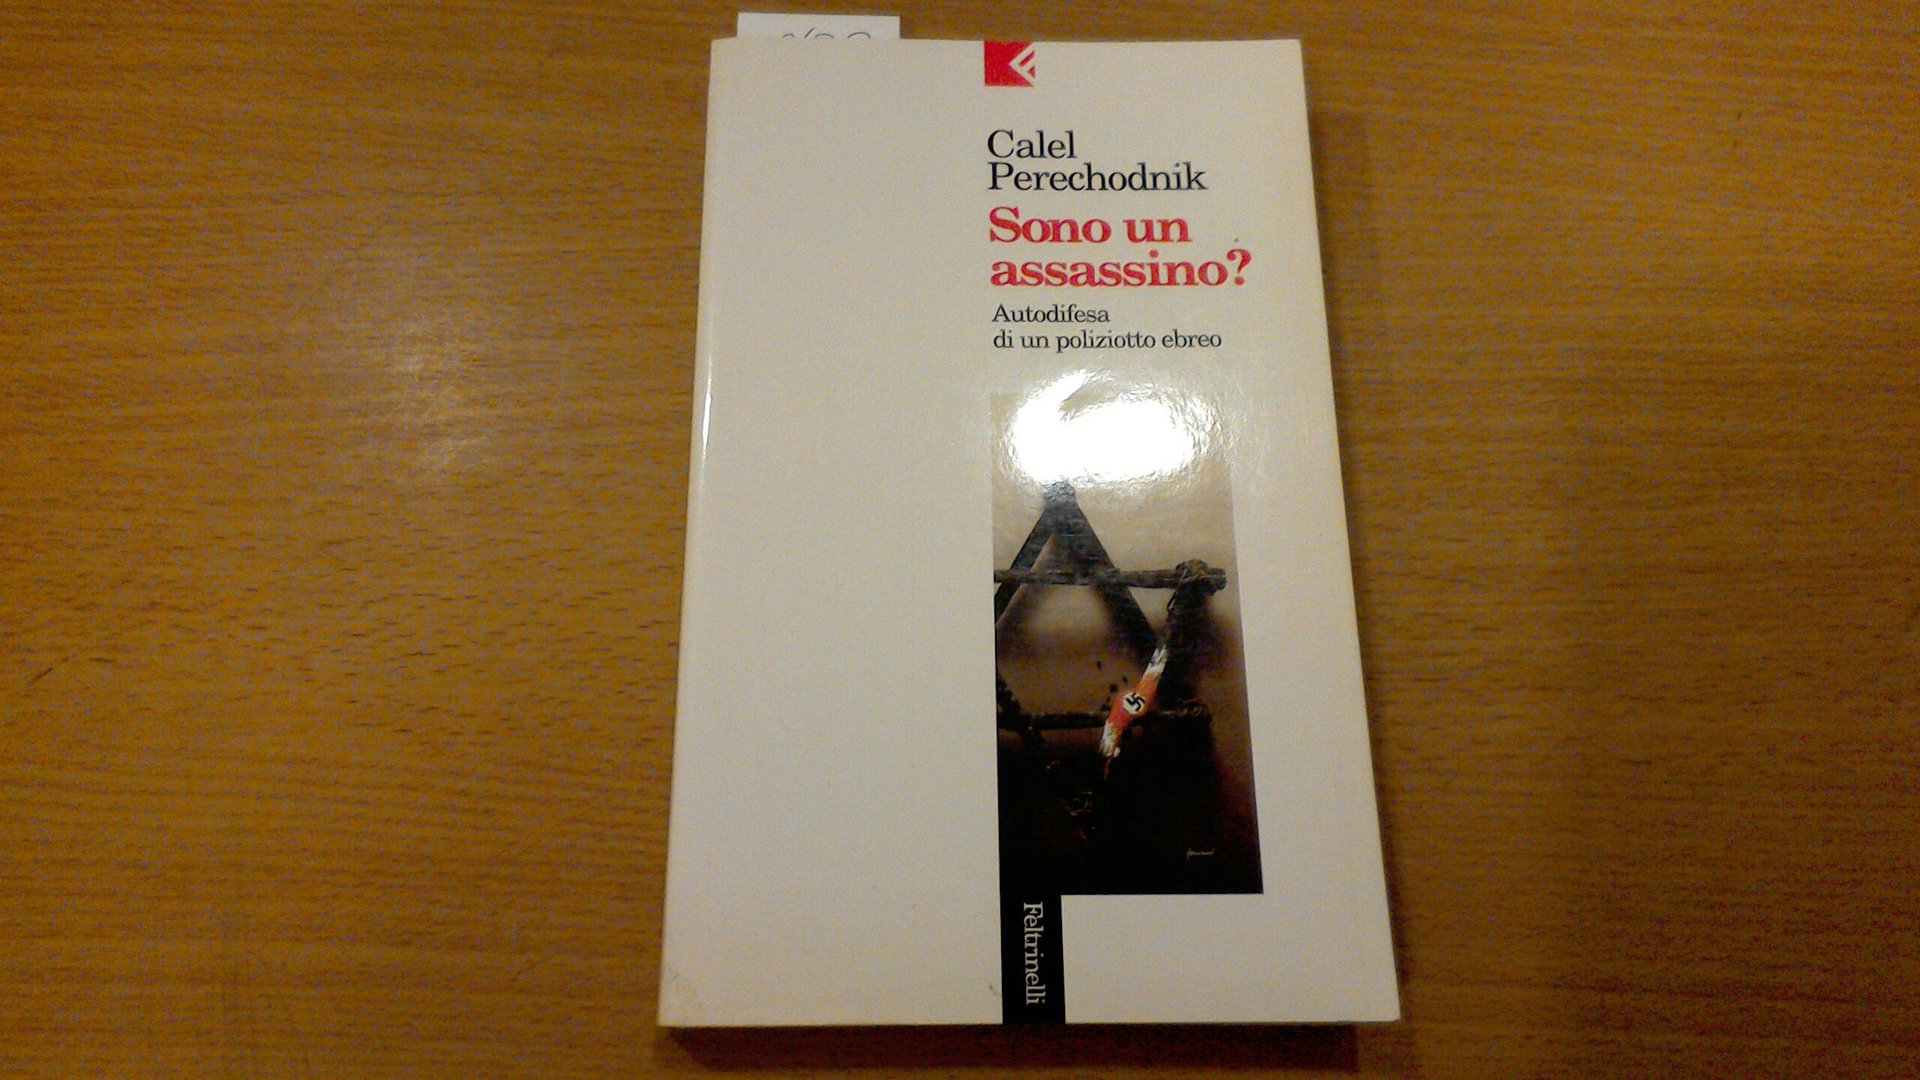 Calel
Perechodnik
Sono un
assassino?
Autodifesa
di un poliziotto ebreo
Feltrinelli